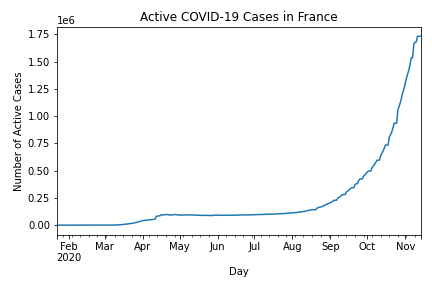 Active COVID-19 Cases in France
1e6
1.75
1.50
1.25
1.00
0.75
0.50
0.25
0.00
Number of Active Cases
Feb Mar Apr May Jun Jul Aug Sep Oct Nov
2020
Day